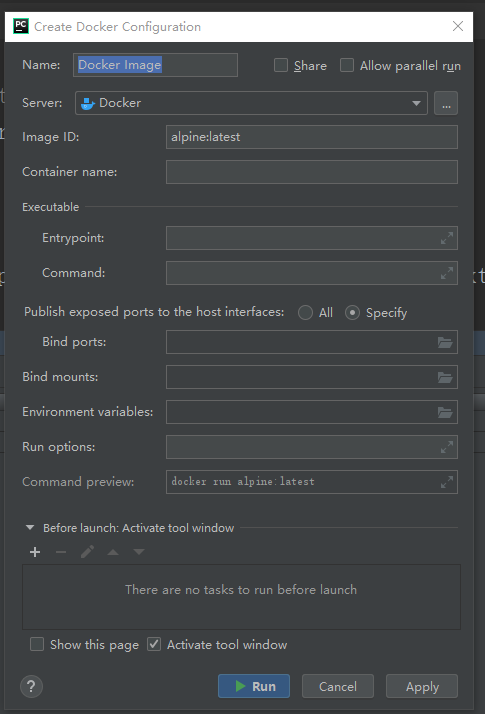 PC Create Docker Configuration
Name: Docker Image Share Allow parallel run
Server: Docker ...
Image ID: alpine:latest
Container name:
Executable
Entrypoint:
Command:
Publish exposed ports to the host interfaces: All Specify
Bind ports:
Bind mounts:
Environment variables:
Run options:
Command preview: docker run alpine:latest
Before launch: Activate tool window
There are no tasks to run before launch
Show this page Activate tool window
? Run Cancel Apply